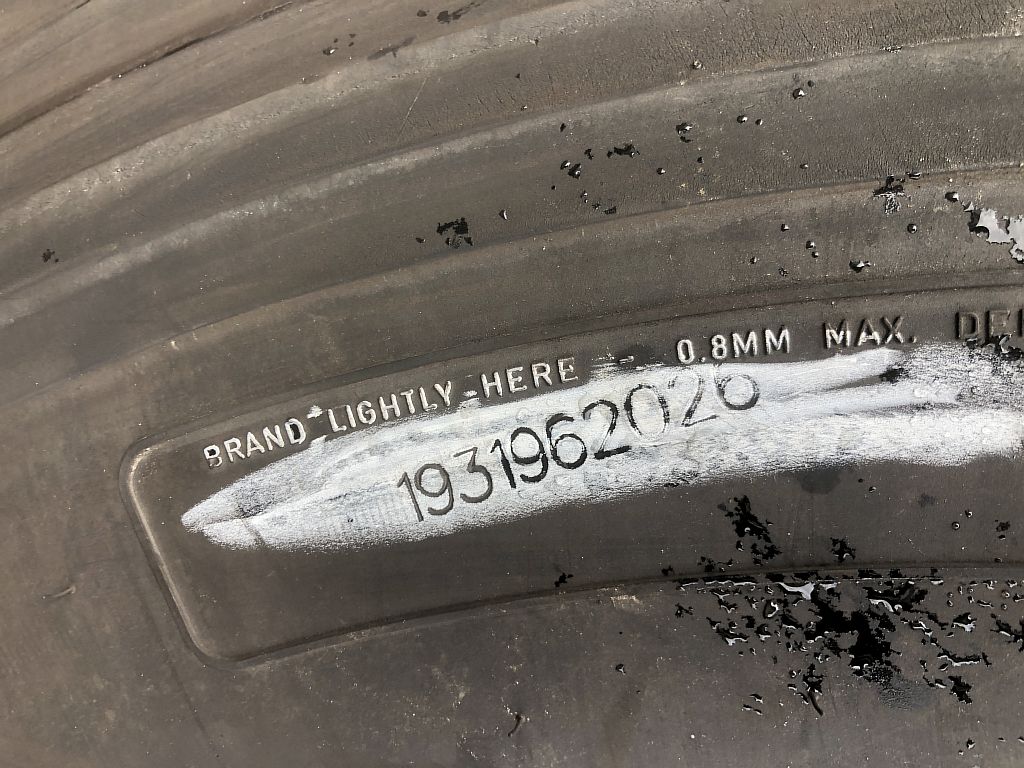 BRAND LIGHTLY HERE - 0.8MM MAX.
1931962026